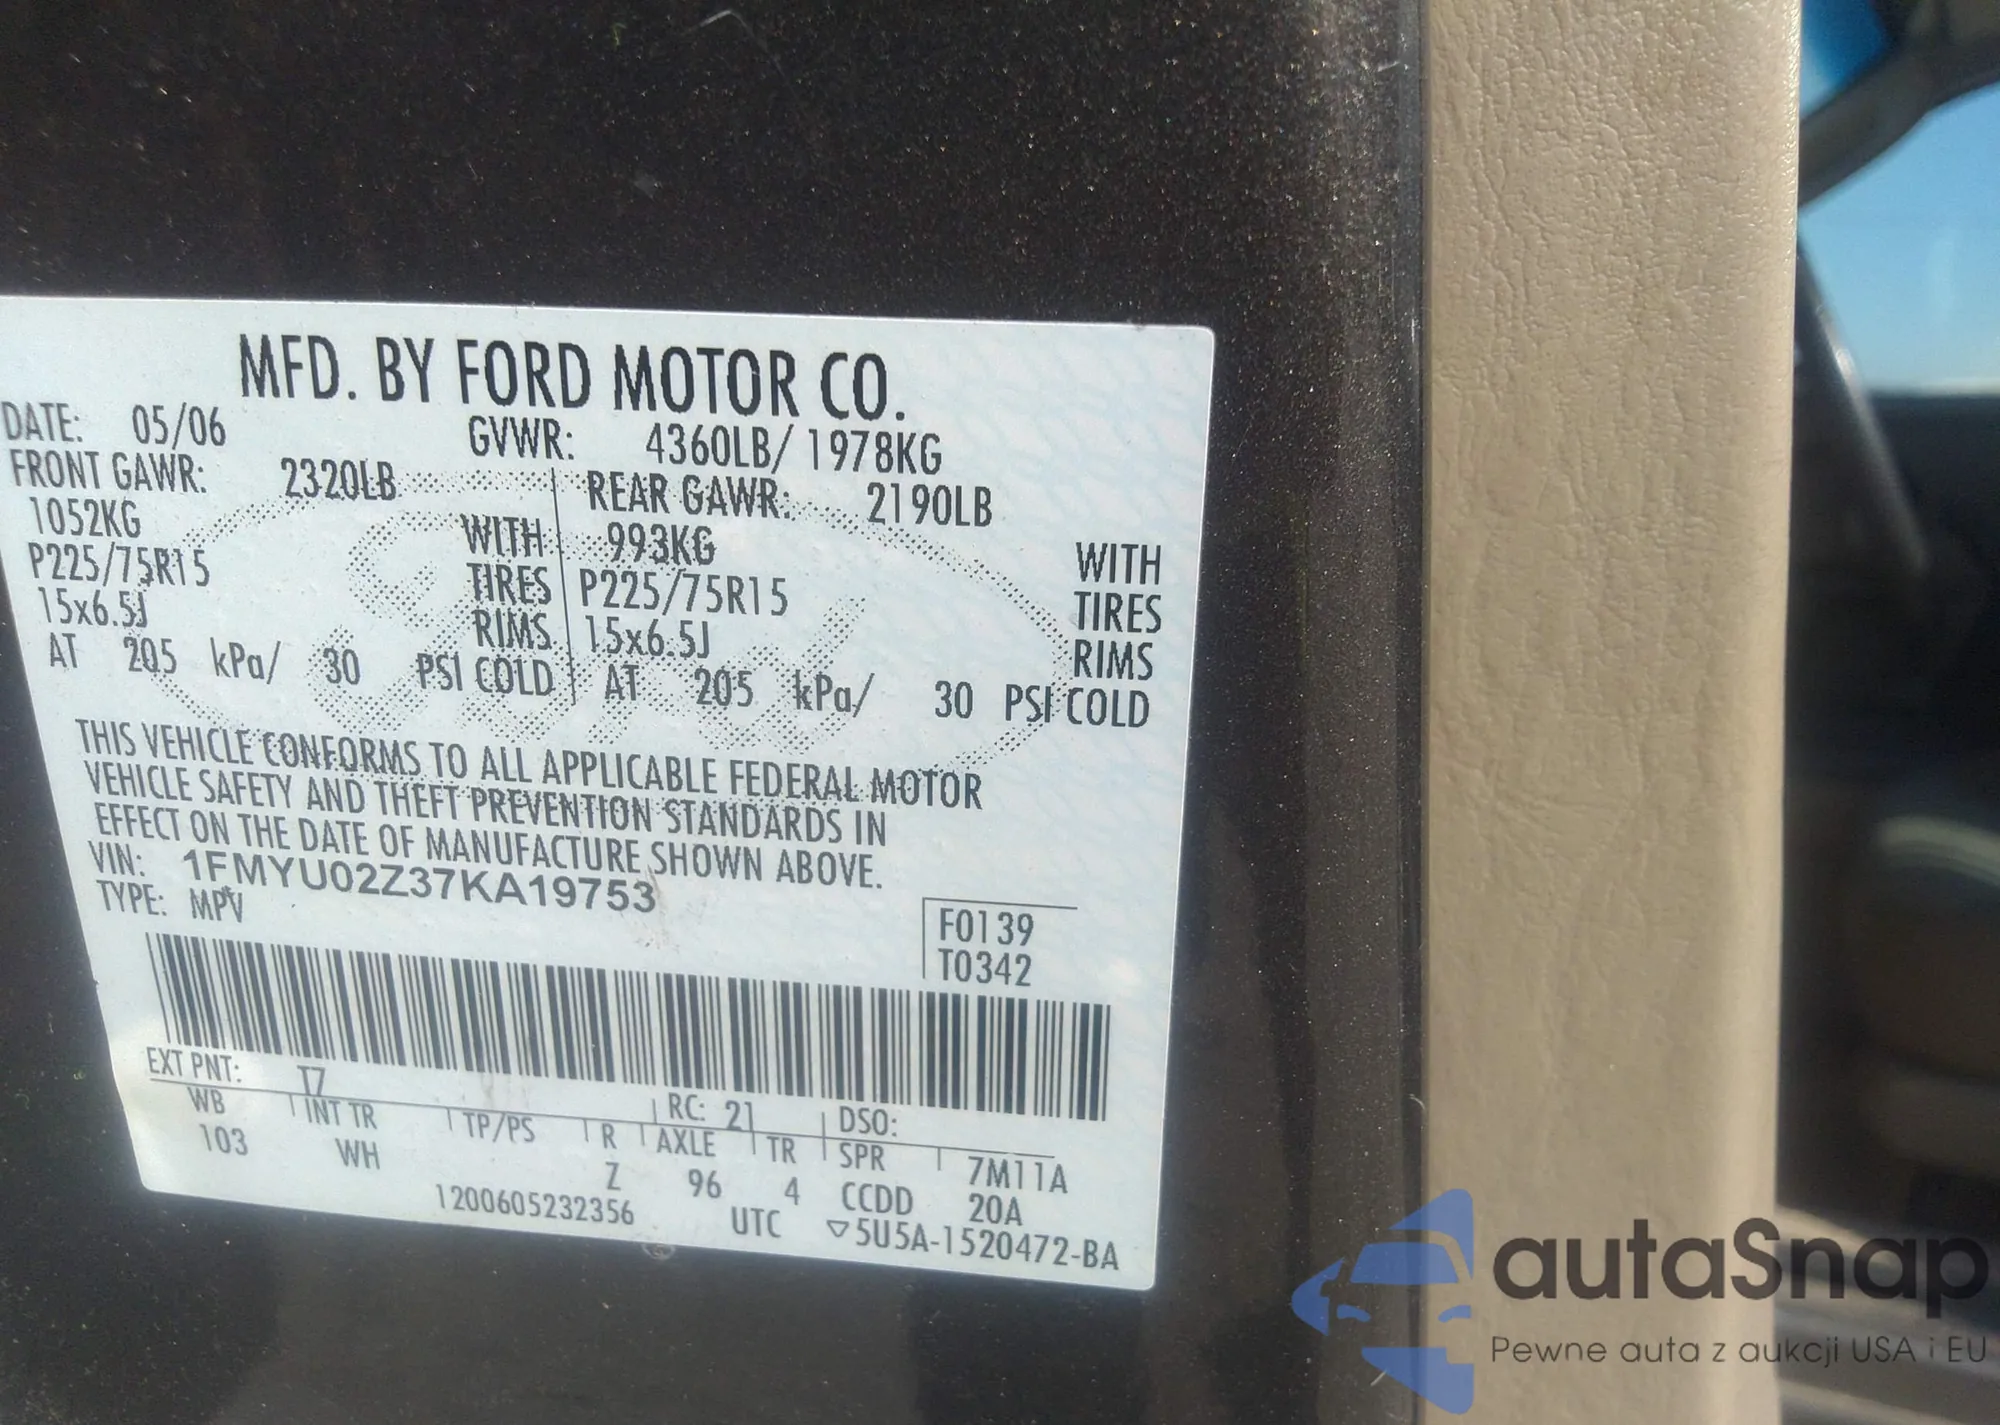 MFD. BY FORD MOTOR CO.
DATE: 05/06 GVWR: 4360LB/ 1978KG
FRONT GAWR: 2320LB REAR GAWR: 2190LB
1052KG WITH 993KG WITH
P225/75R15 TIRES P225/75R15 TIRES
15x6.5J RIMS 15x6.5J RIMS
AT 205 kPa/ 30 PSI COLD AT 205 kPa/ 30 PSI COLD
THIS VEHICLE CONFORMS TO ALL APPLICABLE FEDERAL MOTOR
VEHICLE SAFETY AND THEFT PREVENTION STANDARDS IN
EFFECT ON THE DATE OF MANUFACTURE SHOWN ABOVE.
VIN: 1FMYU02Z37KA19753
TYPE: MPV
F0139
T0342
EXT PNT: T7 RC: 21 DSO:
WB INT TR TP/PS R AXLE TR SPR 7M11A
103 WH Z 96 4 CCDD 20A
1200605232356 UTC ▽5U5A-1520472-BA
autaSnap
Pewne auta z aukcji USA i EU